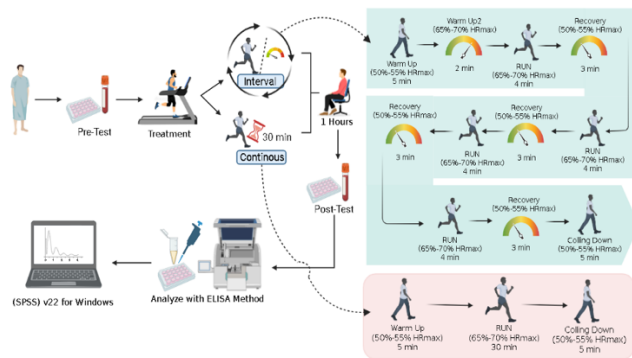 Pre-Test
Treatment
Interval
30 min
Continous
1 Hours
Post-Test
Analyze with ELISA Method
(SPSS) v22 for Windows
Warm Up
(50%-55% HRmax)
5 min
Warm Up2
(65%-70% HRmax)
2 min
RUN
(65%-70% HRmax)
4 min
Recovery
(50%-55% HRmax)
3 min
RUN
(65%-70% HRmax)
4 min
Recovery
(50%-55% HRmax)
3 min
RUN
(65%-70% HRmax)
4 min
Recovery
(50%-55% HRmax)
3 min
RUN
(65%-70% HRmax)
4 min
Recovery
(50%-55% HRmax)
3 min
Colling Down
(50%-55% HRmax)
5 min
Warm Up
(50%-55% HRmax)
5 min
RUN
(65%-70% HRmax)
30 min
Colling Down
(50%-55% HRmax)
5 min